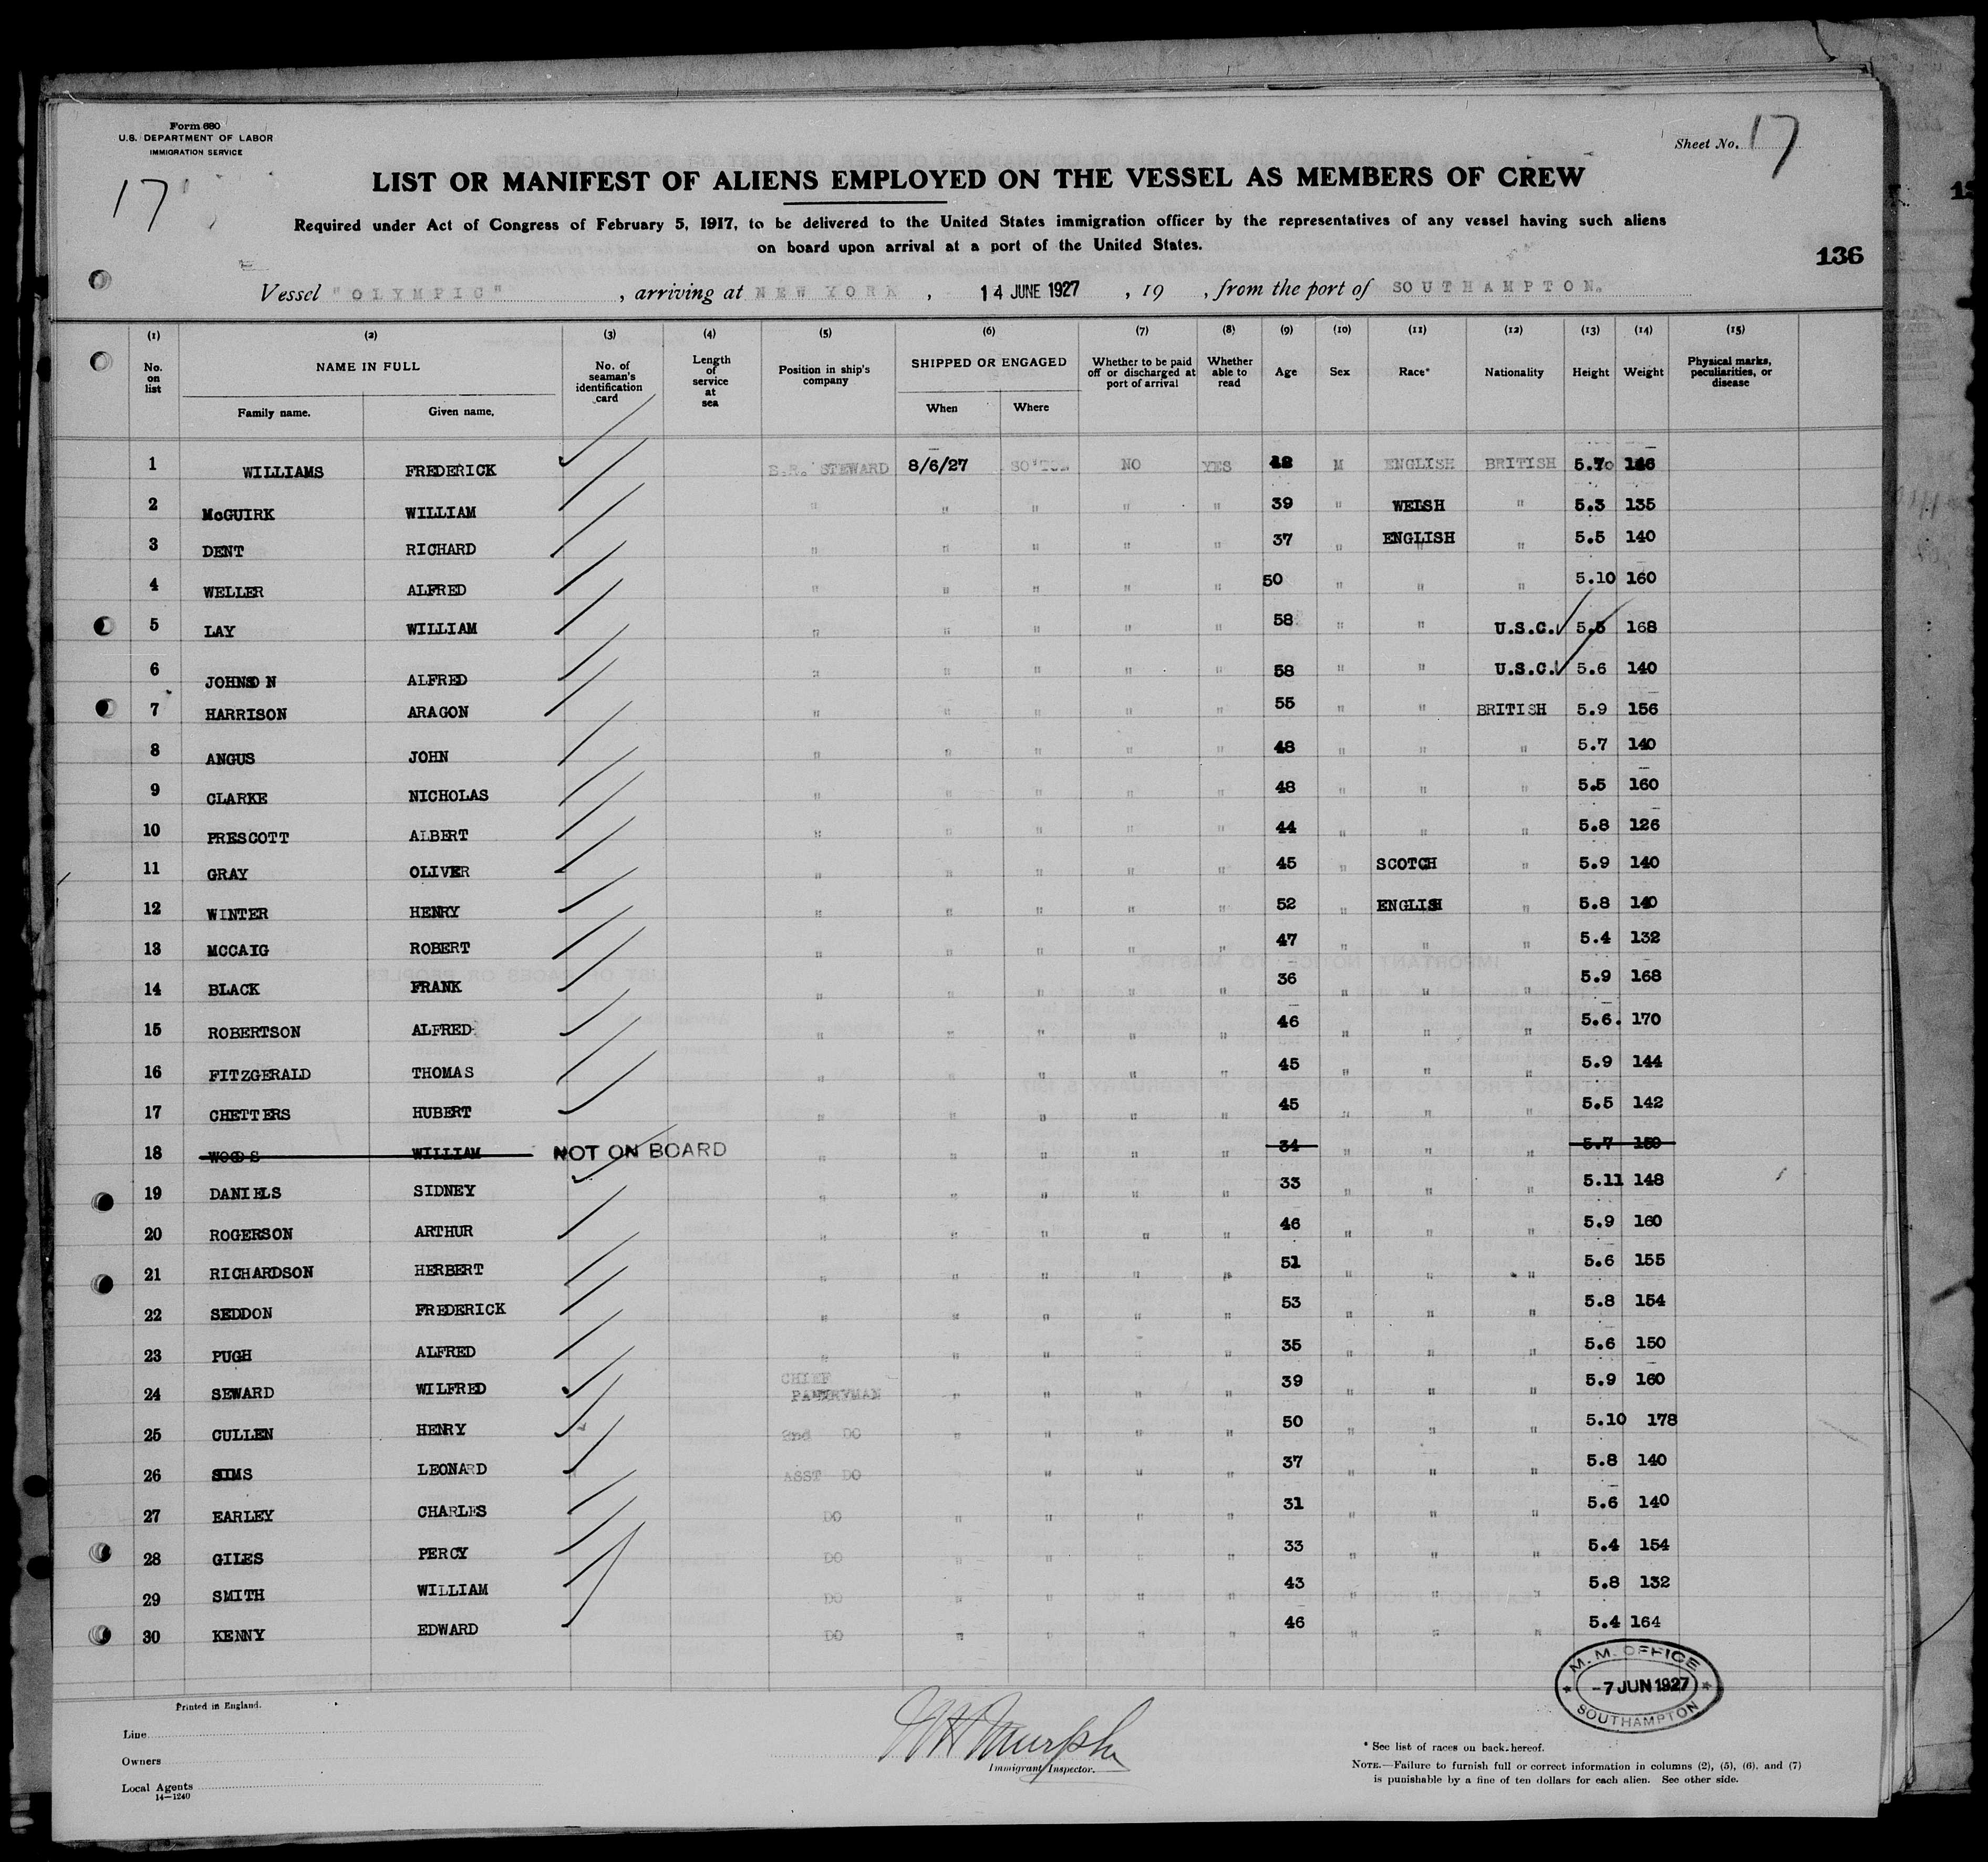 Form 680
U.S. DEPARTMENT OF LABOR
IMMIGRATION SERVICE
Sheet No. 17
17
LIST OR MANIFEST OF ALIENS EMPLOYED ON THE VESSEL AS MEMBERS OF CREW
Required under Act of Congress of February 5, 1917, to be delivered to the United States immigration officer by the representatives of any vessel having such aliens
on board upon arrival at a port of the United States.
136
Vessel "OLYMPIC", arriving at NEW YORK, 14 JUNE 1927, 19 , from the port of SOUTHAMPTON.
(1) (2) (3) (4) (5) (6) (7) (8) (9) (10) (11) (12) (13) (14) (15)
No. on list NAME IN FULL Family name. Given name. No. of seaman's identification card Length of service at sea Position in ship's company SHIPPED OR ENGAGED When Where Whether to be paid off or discharged at port of arrival Whether able to read Age Sex Race* Nationality Height Weight Physical marks, peculiarities, or disease
1 WILLIAMS FREDERICK STEWARD 8/6/27 SO'TON NO YES M ENGLISH BRITISH
2 McGUIRK WILLIAM " " " " " 39 " WELSH " 5.3 135
3 DENT RICHARD " " " " " 37 " ENGLISH " 5.5 140
4 WELLER ALFRED " " " " " 50 " " " 5.10 160
5 LAY WILLIAM " " " " " 58 " " U.S.C. 5.5 168
6 JOHNSON ALFRED " " " " " 58 " " U.S.C. 5.6 140
7 HARRISON ARAGON " " " " " 55 " " BRITISH 5.9 156
8 ANGUS JOHN " " " " " 48 " " " 5.7 140
9 CLARKE NICHOLAS " " " " " 48 " " " 5.5 160
10 PRESCOTT ALBERT " " " " " 44 " " " 5.8 126
11 GRAY OLIVER " " " " " 45 " SCOTCH " 5.9 140
12 WINTER HENRY " " " " " 52 " ENGLISH " 5.8 140
13 MCCAIG ROBERT " " " " " 47 " " " 5.4 132
14 BLACK FRANK " " " " " 36 " " " 5.9 168
15 ROBERTSON ALFRED " " " " " 46 " " " 5.6. 170
16 FITZGERALD THOMAS " " " " " 45 " " " 5.9 144
17 CHETTERS HUBERT " " " " " 45 " " " 5.5 142
18 WOODS WILLIAM NOT ON BOARD " " " " " 34 " " " 5.7 150
19 DANIELS SIDNEY " " " " " 33 " " " 5.11 148
20 ROGERSON ARTHUR " " " " " 46 " " " 5.9 160
21 RICHARDSON HERBERT " " " " " 51 " " " 5.6 155
22 SEDDON FREDERICK " " " " " 53 " " " 5.8 154
23 PUGH ALFRED " " " " " 35 " " " 5.6 150
24 SEWARD WILFRED CHIEF PANTRYMAN " " " " 39 " " " 5.9 160
25 CULLEN HENRY 2nd DO " " " " 50 " " " 5.10 178
26 SIMS LEONARD ASST DO " " " 37 " " " 5.8 140
27 EARLEY CHARLES DO " " " " 31 " " " 5.6 140
28 GILES PERCY DO " " " " 33 " " " 5.4 154
29 SMITH WILLIAM DO " " " " 43 " " " 5.8 132
30 KENNY EDWARD DO " " " " 46 " " " 5.4 164
M. M. OFFICE
-7 JUN 1927
SOUTHAMPTON
Printed in England.
Line
Owners
Local Agents
14—1240
Murphy
Immigrant Inspector.
* See list of races on back hereof.
NOTE.—Failure to furnish full or correct information in columns (2), (5), (6), and (7)
is punishable by a fine of ten dollars for each alien. See other side.